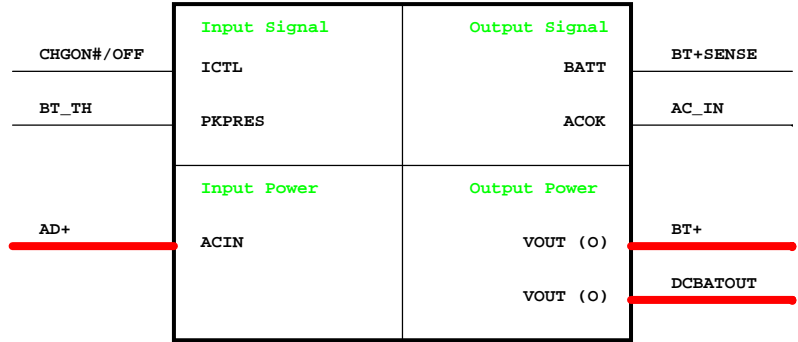 Input Signal
Output Signal
CHGON#/OFF
ICTL
BATT
BT+SENSE
BT_TH
PKPRES
ACOK
AC_IN
Input Power
Output Power
AD+
ACIN
VOUT (O)
BT+
VOUT (O)
DCBATOUT